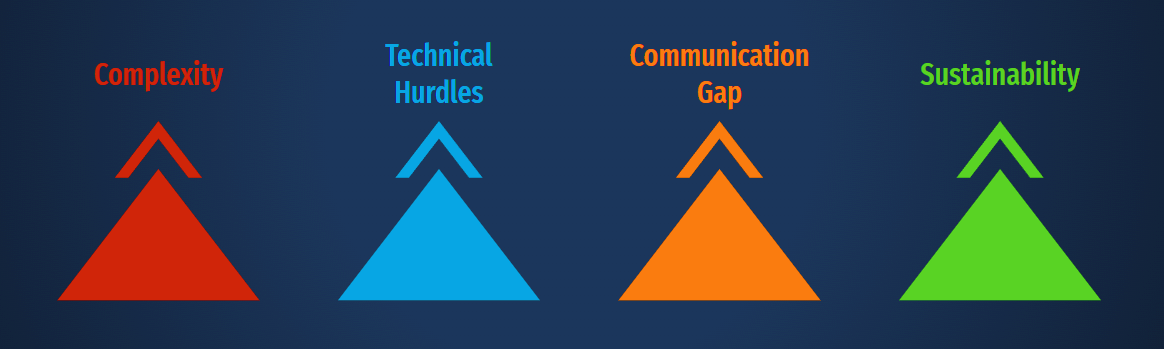 Complexity
Technical
Hurdles
Communication
Gap
Sustainability